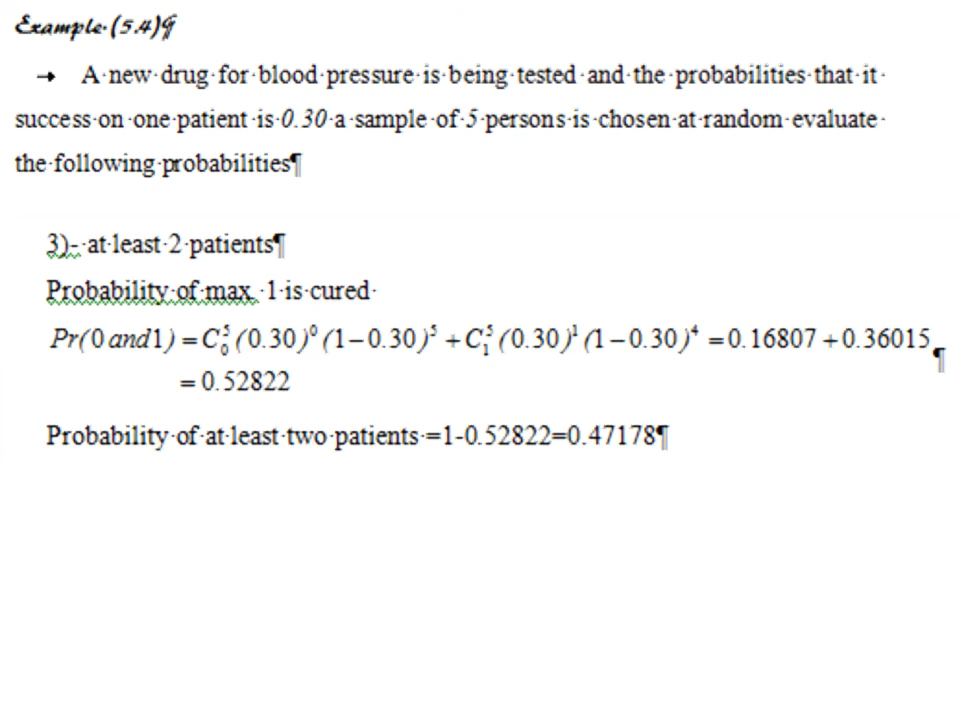 Example (5.4)¶
→ A·new·drug·for·blood·pressure·is·being·tested·and·the·probabilities·that·it·
success·on·one·patient·is·0.30·a·sample·of·5·persons·is·chosen·at·random·evaluate·
the·following·probabilities¶
3)-·at·least·2·patients¶
Probability·of·max.·1·is·cured·
Pr(0 and 1) = C₀⁵ (0.30)⁰ (1−0.30)⁵ + C₁⁵ (0.30)¹ (1−0.30)⁴ = 0.16807 + 0.36015¶
= 0.52822
Probability·of·at·least·two·patients·=1-0.52822=0.47178¶